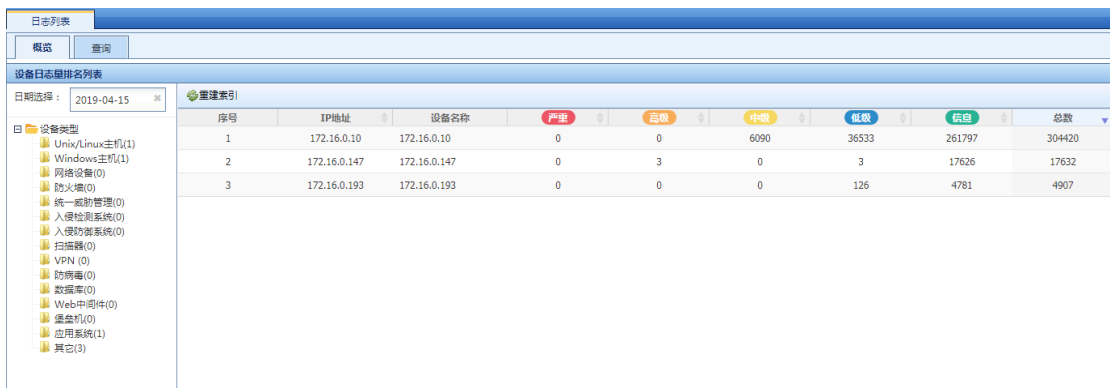 日志列表
概览 查询
设备日志量排名列表
日期选择： 2019-04-15
重建索引
序号 IP地址 设备名称 严重 高级 中级 低级 信息 总数
1 172.16.0.10 172.16.0.10 0 0 6090 36533 261797 304420
2 172.16.0.147 172.16.0.147 0 3 0 3 17626 17632
3 172.16.0.193 172.16.0.193 0 0 0 126 4781 4907
设备类型
Unix/Linux主机(1)
Windows主机(1)
网络设备(0)
防火墙(0)
统一威胁管理(0)
入侵检测系统(0)
入侵防御系统(0)
扫描器(0)
VPN (0)
防病毒(0)
数据库(0)
Web中间件(0)
堡垒机(0)
应用系统(1)
其它(3)